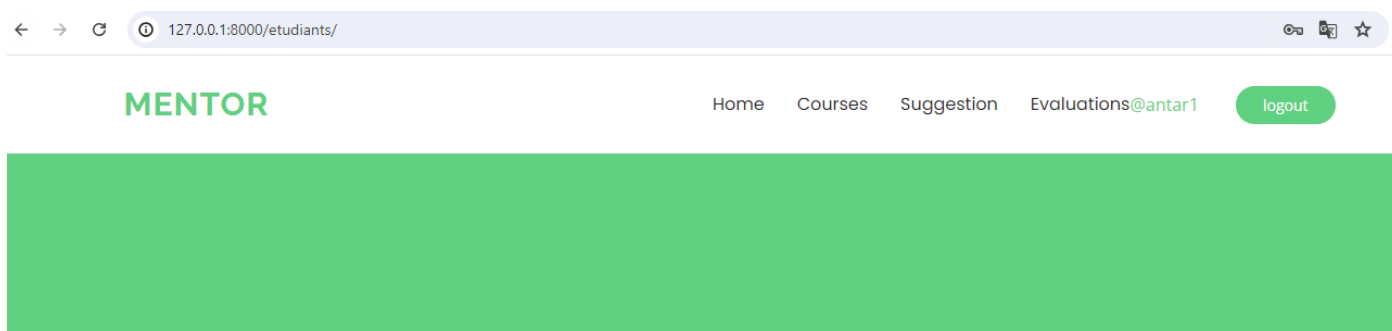 127.0.0.1:8000/etudiants/
MENTOR Home Courses Suggestion Evaluations@antar1 logout